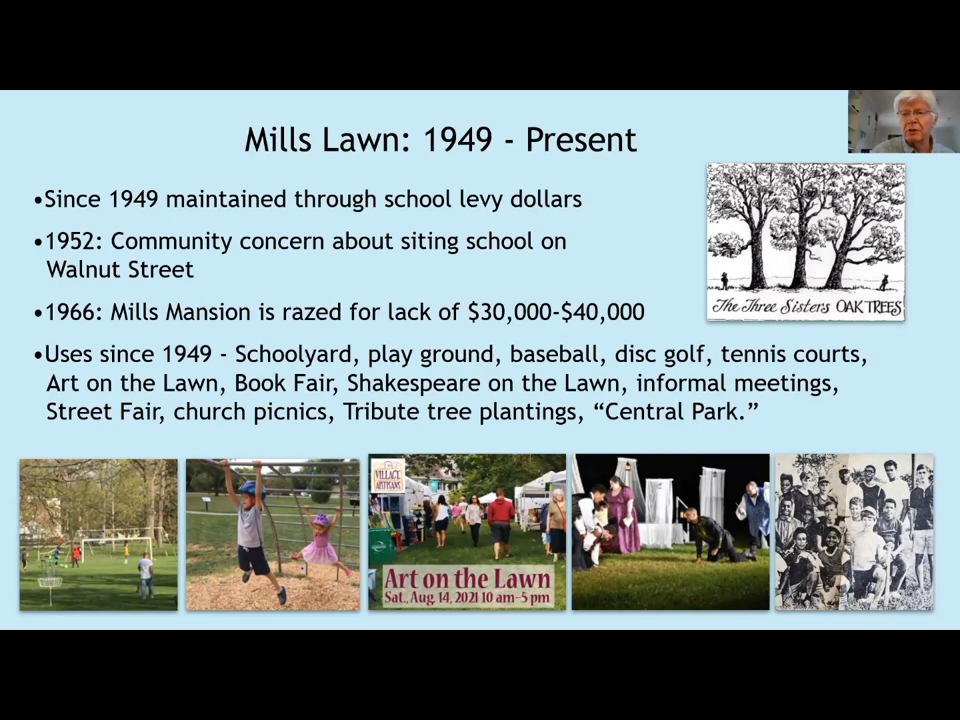 Mills Lawn: 1949 - Present
•Since 1949 maintained through school levy dollars
•1952: Community concern about siting school on
Walnut Street
•1966: Mills Mansion is razed for lack of $30,000-$40,000
•Uses since 1949 - Schoolyard, play ground, baseball, disc golf, tennis courts,
Art on the Lawn, Book Fair, Shakespeare on the Lawn, informal meetings,
Street Fair, church picnics, Tribute tree plantings, “Central Park.”
The Three Sisters OAK TREES
VILLAGE
ARTISANS
Art on the Lawn
Sat., Aug. 14, 2021 10 am-5 pm